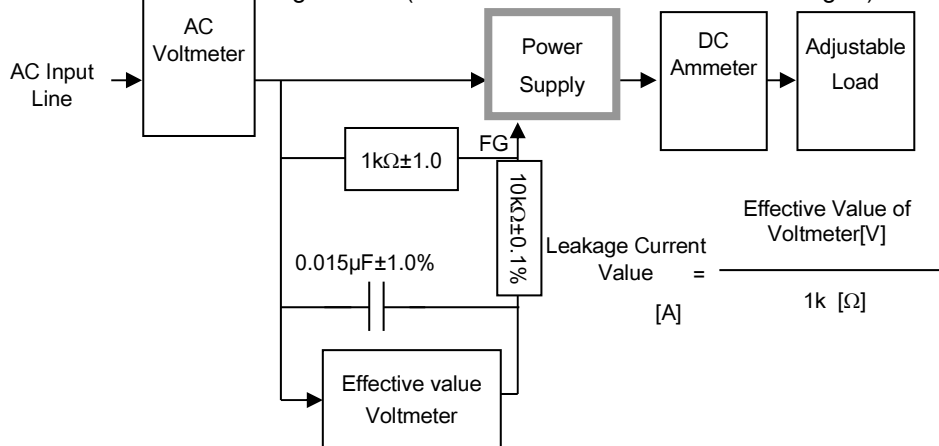 AC
Voltmeter
AC Input
Line
Power
Supply
DC
Ammeter
Adjustable
Load
FG
1kΩ±1.0
10kΩ±0.1%
0.015µF±1.0%
Effective value
Voltmeter
Leakage Current
Value
[A]
=
Effective Value of
Voltmeter[V]
1k [Ω]